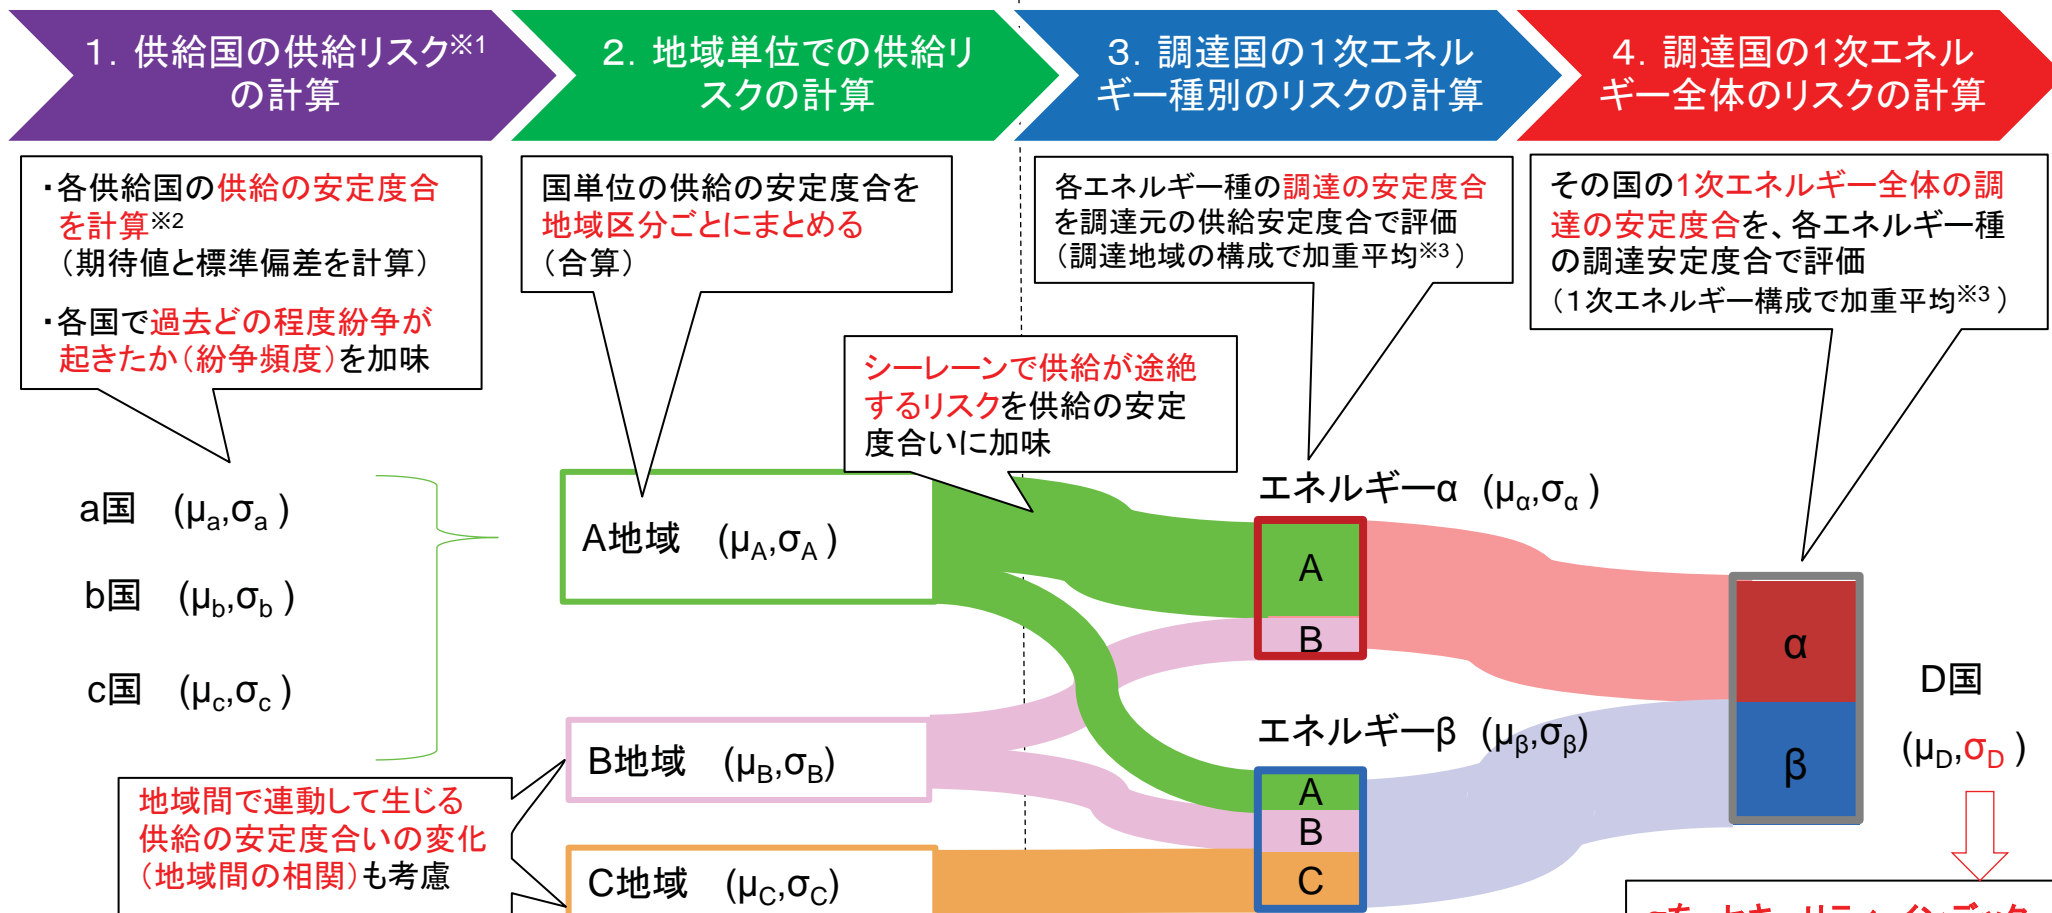 1．供給国の供給リスク※1
の計算
2．地域単位での供給リ
スクの計算
3．調達国の1次エネル
ギー種別のリスクの計算
4．調達国の1次エネル
ギー全体のリスクの計算
・各供給国の供給の安定度合
を計算※2
（期待値と標準偏差を計算）
・各国で過去どの程度紛争が
起きたか（紛争頻度）を加味
国単位の供給の安定度合を
地域区分ごとにまとめる
（合算）
各エネルギー種の調達の安定度合
を調達元の供給安定度合で評価
（調達地域の構成で加重平均※3）
その国の1次エネルギー全体の調
達の安定度合を、各エネルギー種
の調達安定度合で評価
（1次エネルギー構成で加重平均※3）
シーレーンで供給が途絶
するリスクを供給の安定
度合いに加味
a国 (μa,σa )
b国 (μb,σb )
c国 (μc,σc )
A地域 (μA,σA )
B地域 (μB,σB)
C地域 (μC,σC)
地域間で連動して生じる
供給の安定度合いの変化
（地域間の相関）も考慮
エネルギーα (μα,σα )
A
B
エネルギーβ (μβ,σβ)
A
B
C
α
β
D国
(μD,σD )